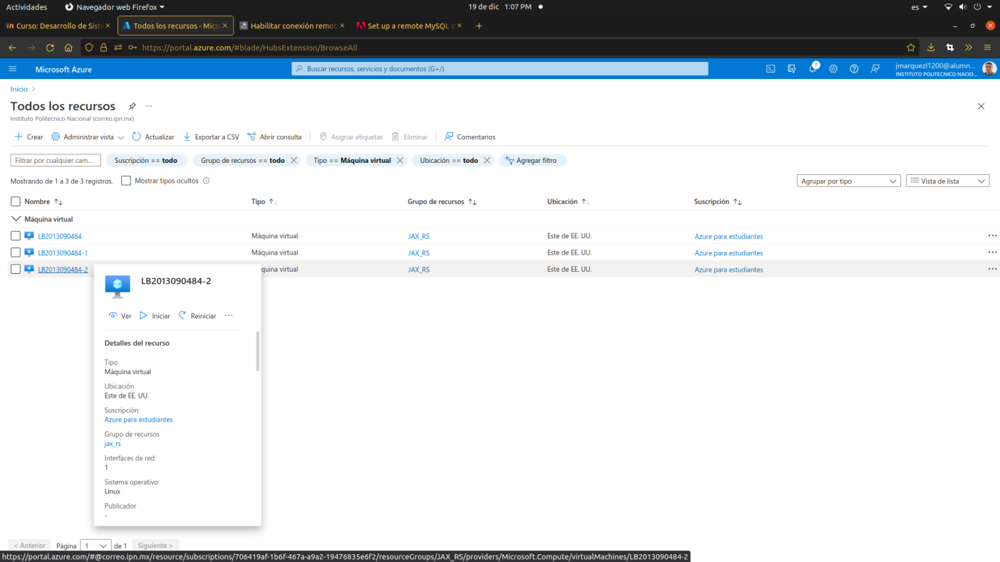 Actividades Navegador web Firefox 19 de dic 1:07 PM es
Curso: Desarrollo de Siste Todos los recursos - Micro Habilitar conexión remot Set up a remote MySQL d
https://portal.azure.com/#blade/HubsExtension/BrowseAll
Microsoft Azure Buscar recursos, servicios y documentos (G+/) 7 jmarquezl1200@alumn...
INSTITUTO POLITECNICO NACIO...
Inicio
Todos los recursos ...
Instituto Politecnico Nacional (correo.ipn.mx)
Crear Administrar vista Actualizar Exportar a CSV Abrir consulta Asignar etiquetas Eliminar Comentarios
Filtrar por cualquier cam... Suscripción == todo Grupo de recursos == todo Tipo == Máquina virtual Ubicación == todo Agregar filtro
Mostrando de 1 a 3 de 3 registros. Mostrar tipos ocultos Agrupar por tipo Vista de lista
Nombre Tipo Grupo de recursos Ubicación Suscripción
Máquina virtual
LB2013090484 Máquina virtual JAX_RS Este de EE. UU. Azure para estudiantes ...
LB2013090484-1 Máquina virtual JAX_RS Este de EE. UU. Azure para estudiantes ...
LB2013090484-2 quina virtual JAX_RS Este de EE. UU. Azure para estudiantes ...
LB2013090484-2
Ver Iniciar Reiniciar ...
Detalles del recurso
Tipo
Máquina virtual
Ubicación
Este de EE. UU.
Suscripción
Azure para estudiantes
Grupo de recursos
jax_rs
Interfaces de red
1
Sistema operativo
Linux
Publicador
-
< Anterior Página 1 de 1 Siguiente >
https://portal.azure.com/#@correo.ipn.mx/resource/subscriptions/706419af-1b6f-467a-a9a2-19476835e6f2/resourceGroups/JAX_RS/providers/Microsoft.Compute/virtualMachines/LB2013090484-2